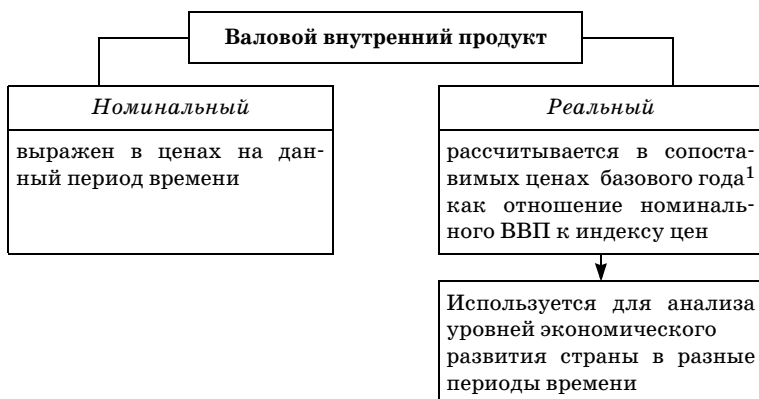 Валовой внутренний продукт
Номинальный
выражен в ценах на дан-
ный период времени
Реальный
рассчитывается в сопоста-
вимых ценах базового года1
как отношение номиналь-
ного ВВП к индексу цен
Используется для анализа
уровней экономического
развития страны в разные
периоды времени